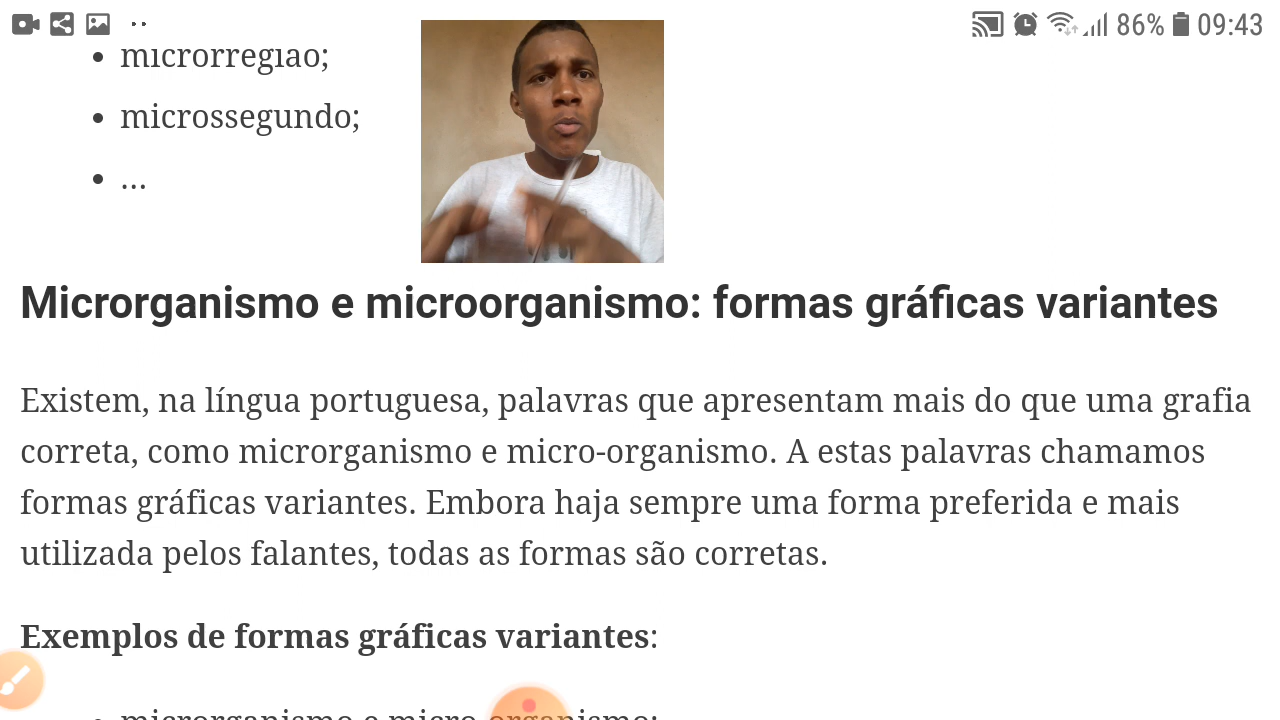 86% 09:43
microrregião;
microssegundo;
...
Microrganismo e microorganismo: formas gráficas variantes
Existem, na língua portuguesa, palavras que apresentam mais do que uma grafia
correta, como microrganismo e micro-organismo. A estas palavras chamamos
formas gráficas variantes. Embora haja sempre uma forma preferida e mais
utilizada pelos falantes, todas as formas são corretas.
Exemplos de formas gráficas variantes:
microrganismo e micro-organismo;